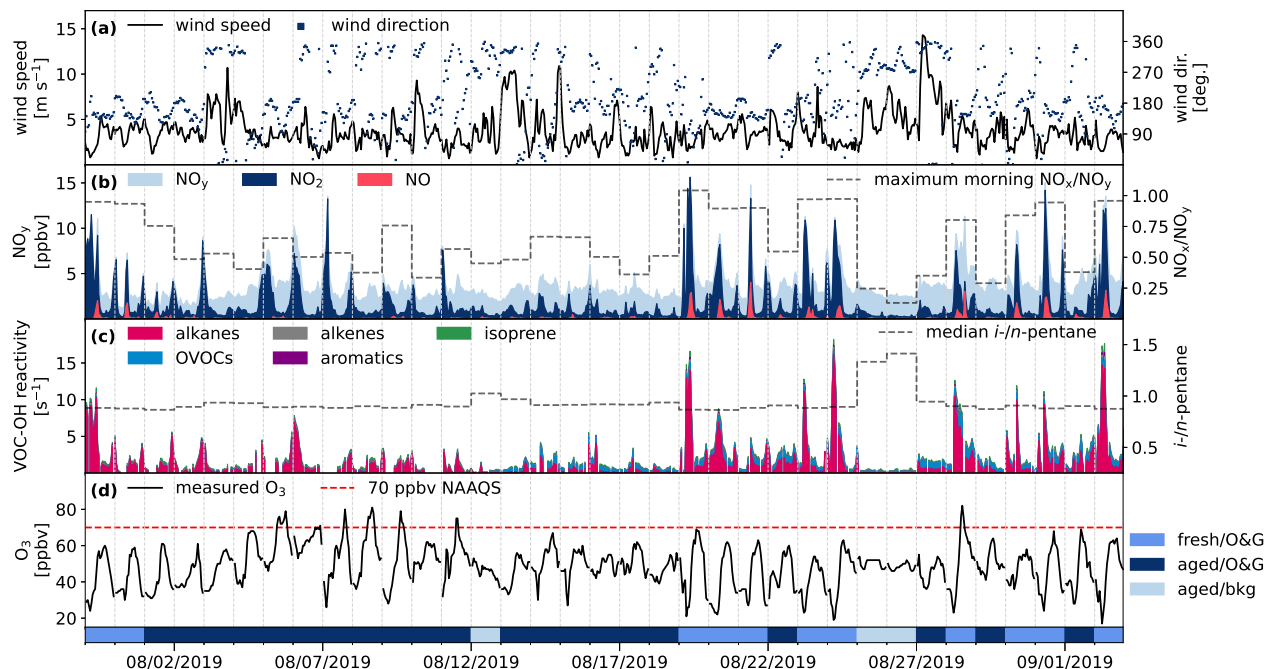 (a) wind speed wind direction
15
10
5
wind speed
[m s⁻¹]
360
270
180
90
wind dir.
[deg.]
(b) NOy NO₂ NO maximum morning NOₓ/NOy
15
10
5
NOy
[ppbv]
1.00
0.75
0.50
0.25
NOₓ/NOy
(c) alkanes alkenes isoprene median i-/n-pentane
OVOCs aromatics
15
10
5
VOC-OH reactivity
[s⁻¹]
1.5
1.0
0.5
i-/n-pentane
(d) measured O₃ 70 ppbv NAAQS
80
60
40
20
O₃
[ppbv]
fresh/O&G
aged/O&G
aged/bkg
08/02/2019 08/07/2019 08/12/2019 08/17/2019 08/22/2019 08/27/2019 09/01/2019